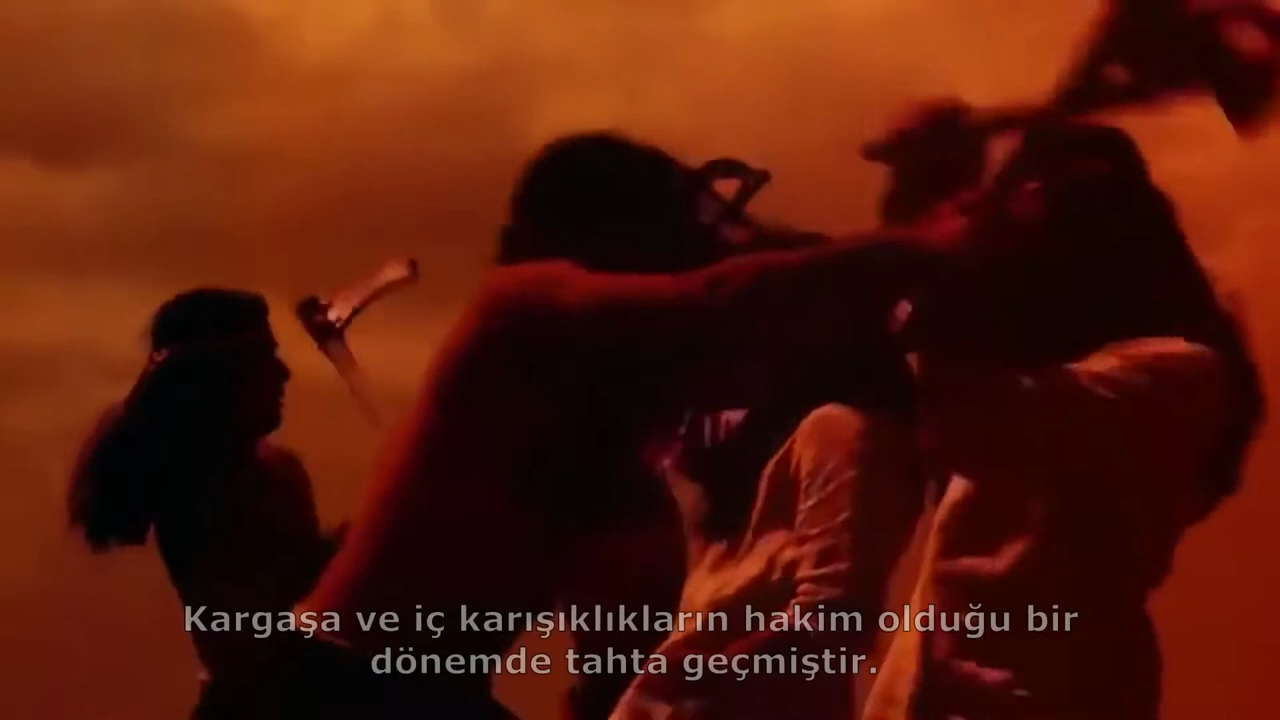 Kargaşa ve iç karışıklıkların hakim olduğu bir
dönemde tahta geçmiştir.